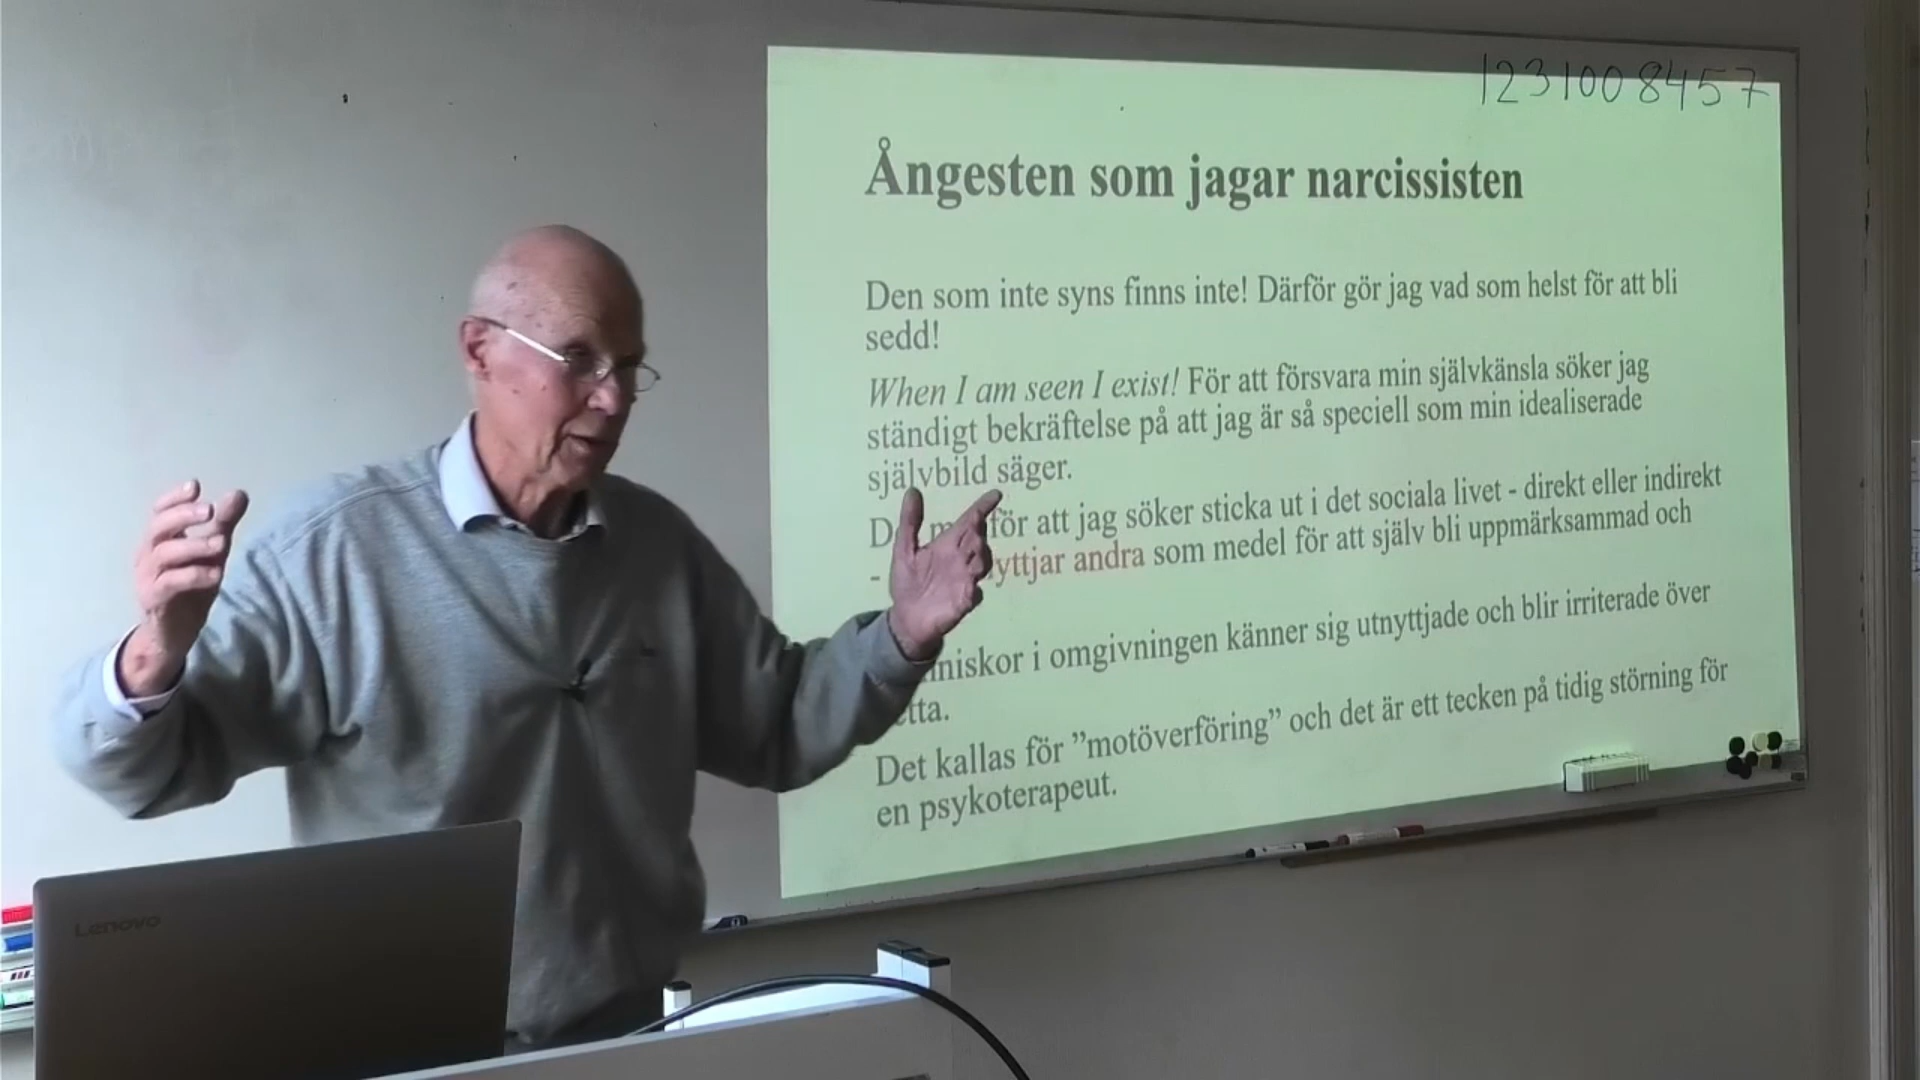 1231008457
Ångesten som jagar narcissisten
Den som inte syns finns inte! Därför gör jag vad som helst för att bli
sedd!
When I am seen I exist! För att försvara min självkänsla söker jag
ständigt bekräftelse på att jag är så speciell som min idealiserade
självbild säger.
för att jag söker sticka ut i det sociala livet - direkt eller indirekt
- yttjar andra som medel för att själv bli uppmärksammad och
niskor i omgivningen känner sig utnyttjade och blir irriterade över
tta.
Det kallas för ”motöverföring” och det är ett tecken på tidig störning för
en psykoterapeut.
Lenovo